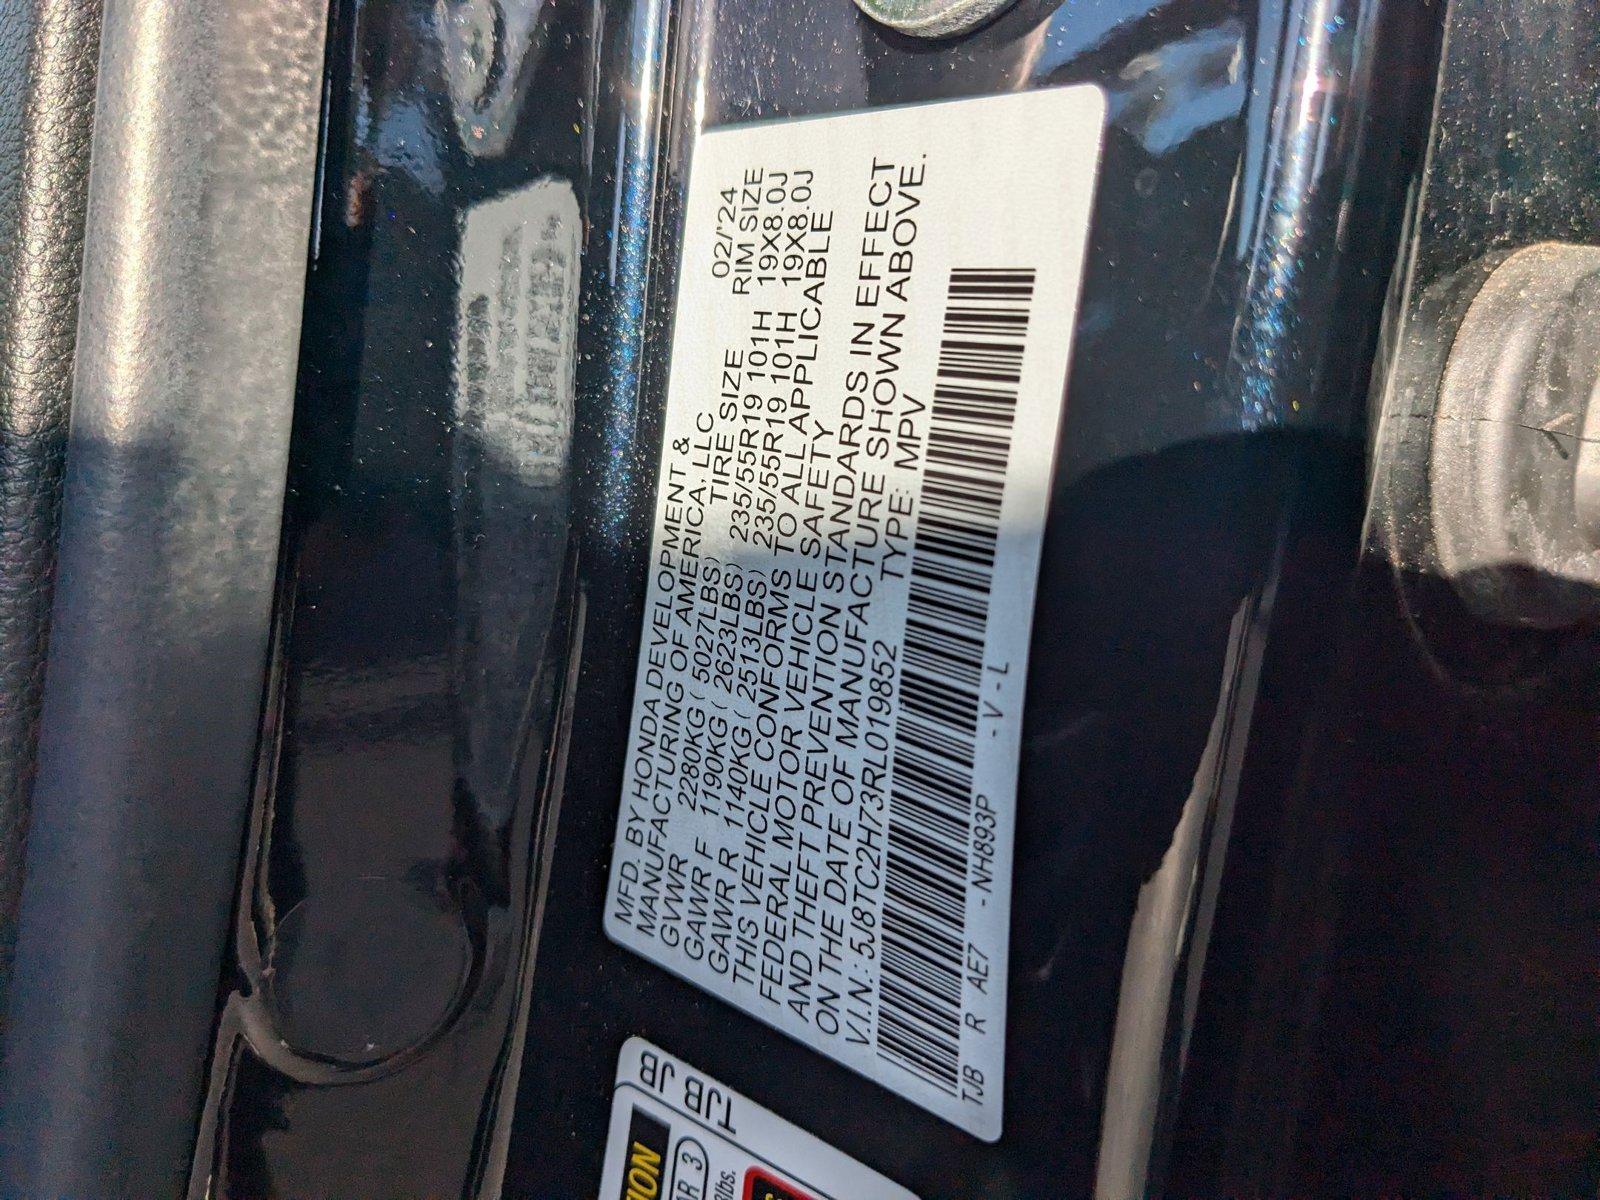 MFD. BY HONDA DEVELOPMENT &
MANUFACTURING OF AMERICA, LLC 02/'24
GVWR 2280KG ( 5027LBS) TIRE SIZE RIM SIZE
GAWR F 1190KG ( 2623LBS) 235/55R19 101H 19X8.0J
GAWR R 1140KG ( 2513LBS) 235/55R19 101H 19X8.0J
THIS VEHICLE CONFORMS TO ALL APPLICABLE
FEDERAL MOTOR VEHICLE SAFETY
AND THEFT PREVENTION STANDARDS IN EFFECT
ON THE DATE OF MANUFACTURE SHOWN ABOVE.
V.I.N.: 5J8TC2H73RL019852 TYPE: MPV
TJB R AE7 -NH893P -V-L
TJB JB
TJB